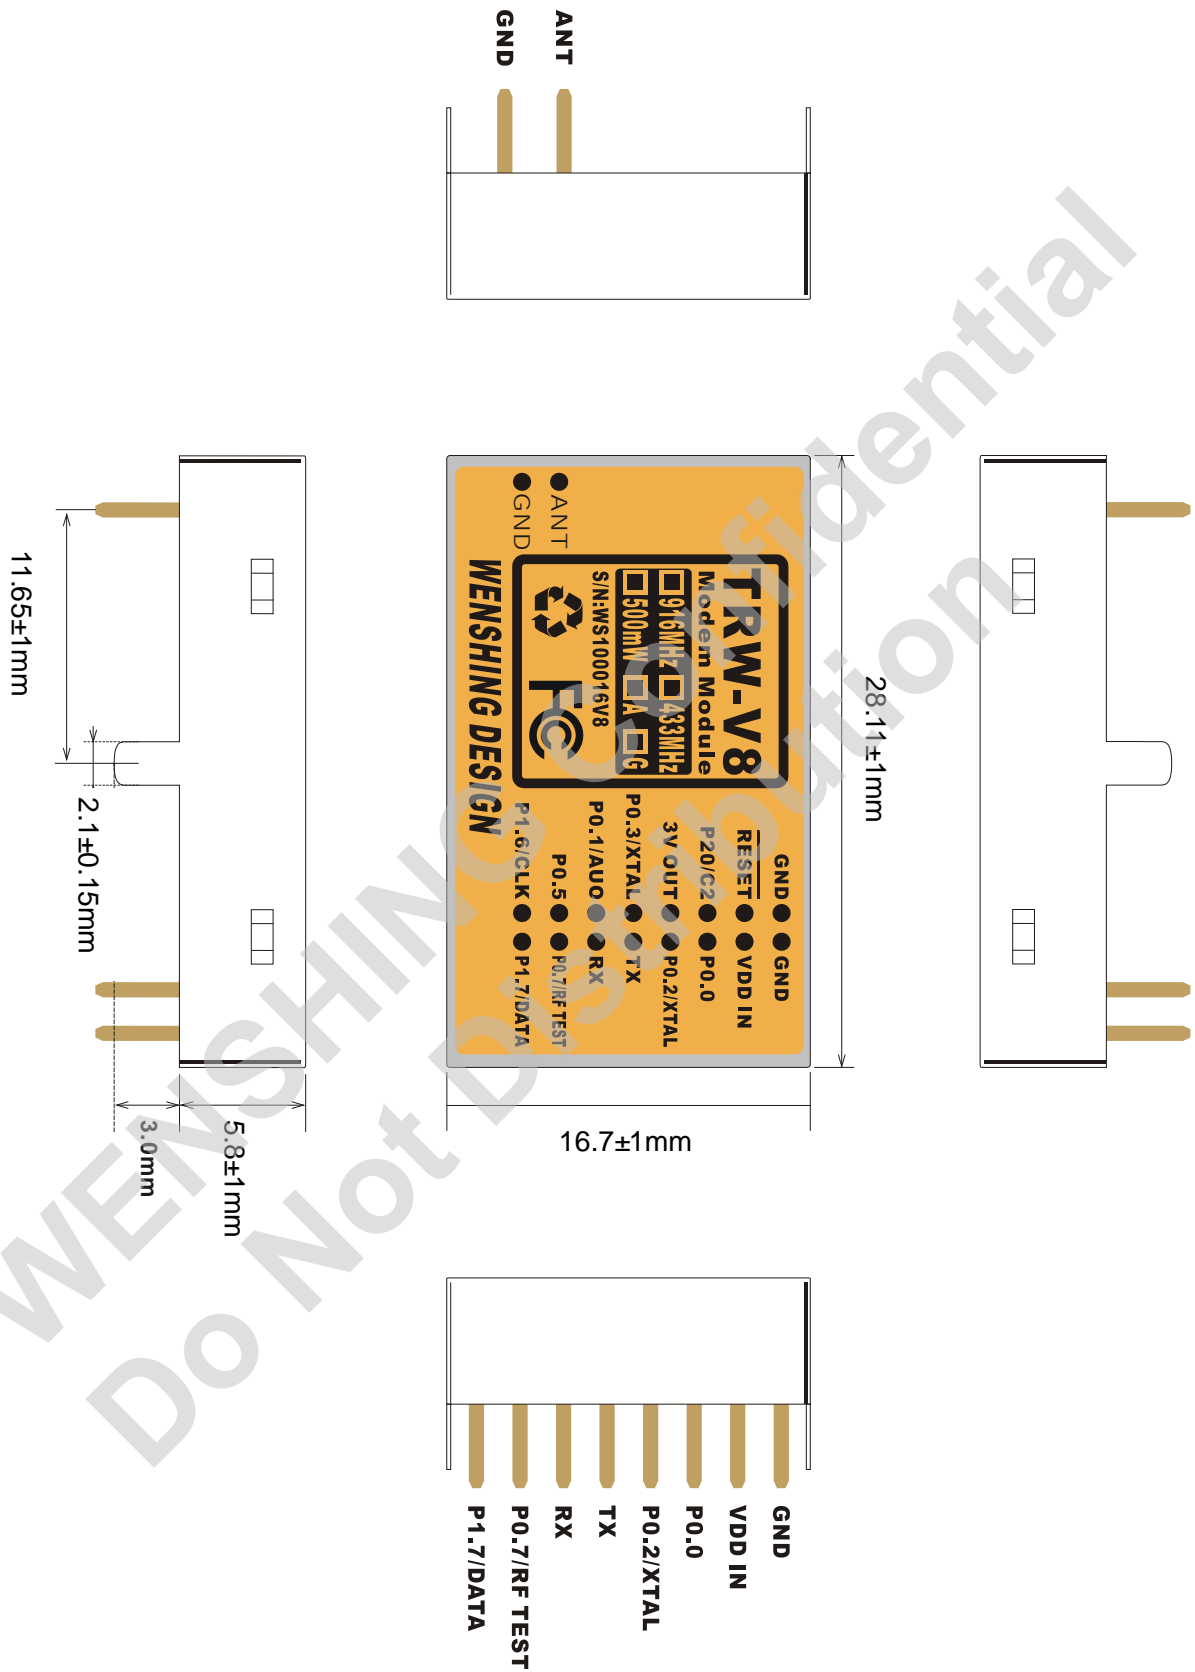 GND
ANT
TRW-V8
Modem Module
916MHz 433MHz
500mW A G
S/N:WS100016V8
FC
WENSHING DESIGN
ANT
GND
GND GND
RESET VDD IN
P20/C2 P0.0
3V OUT P0.2/XTAL
P0.3/XTAL TX
P0.1/AUO RX
P0.5 P0.7/RF TEST
P1.6/CLK P1.7/DATA
28.11±1mm
16.7±1mm
11.65±1mm
2.1±0.15mm
5.8±1mm
3.0mm
GND
VDD IN
P0.0
P0.2/XTAL
TX
RX
P0.7/RF TEST
P1.7/DATA
WENSHING Confidential
Do Not Distribution